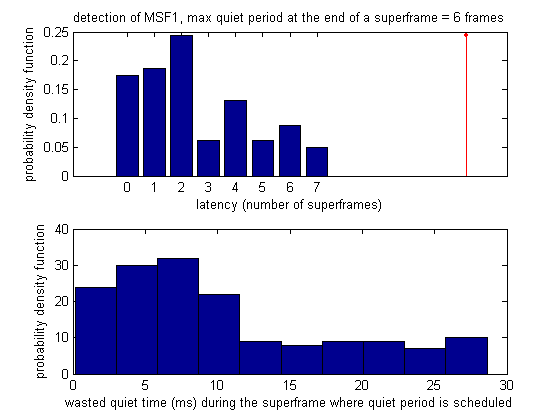 detection of MSF1, max quiet period at the end of a superframe = 6 frames
probability density function
0.25
0.2
0.15
0.1
0.05
0
0 1 2 3 4 5 6 7
latency (number of superframes)
probability density function
40
30
20
10
0
0 5 10 15 20 25 30
wasted quiet time (ms) during the superframe where quiet period is scheduled